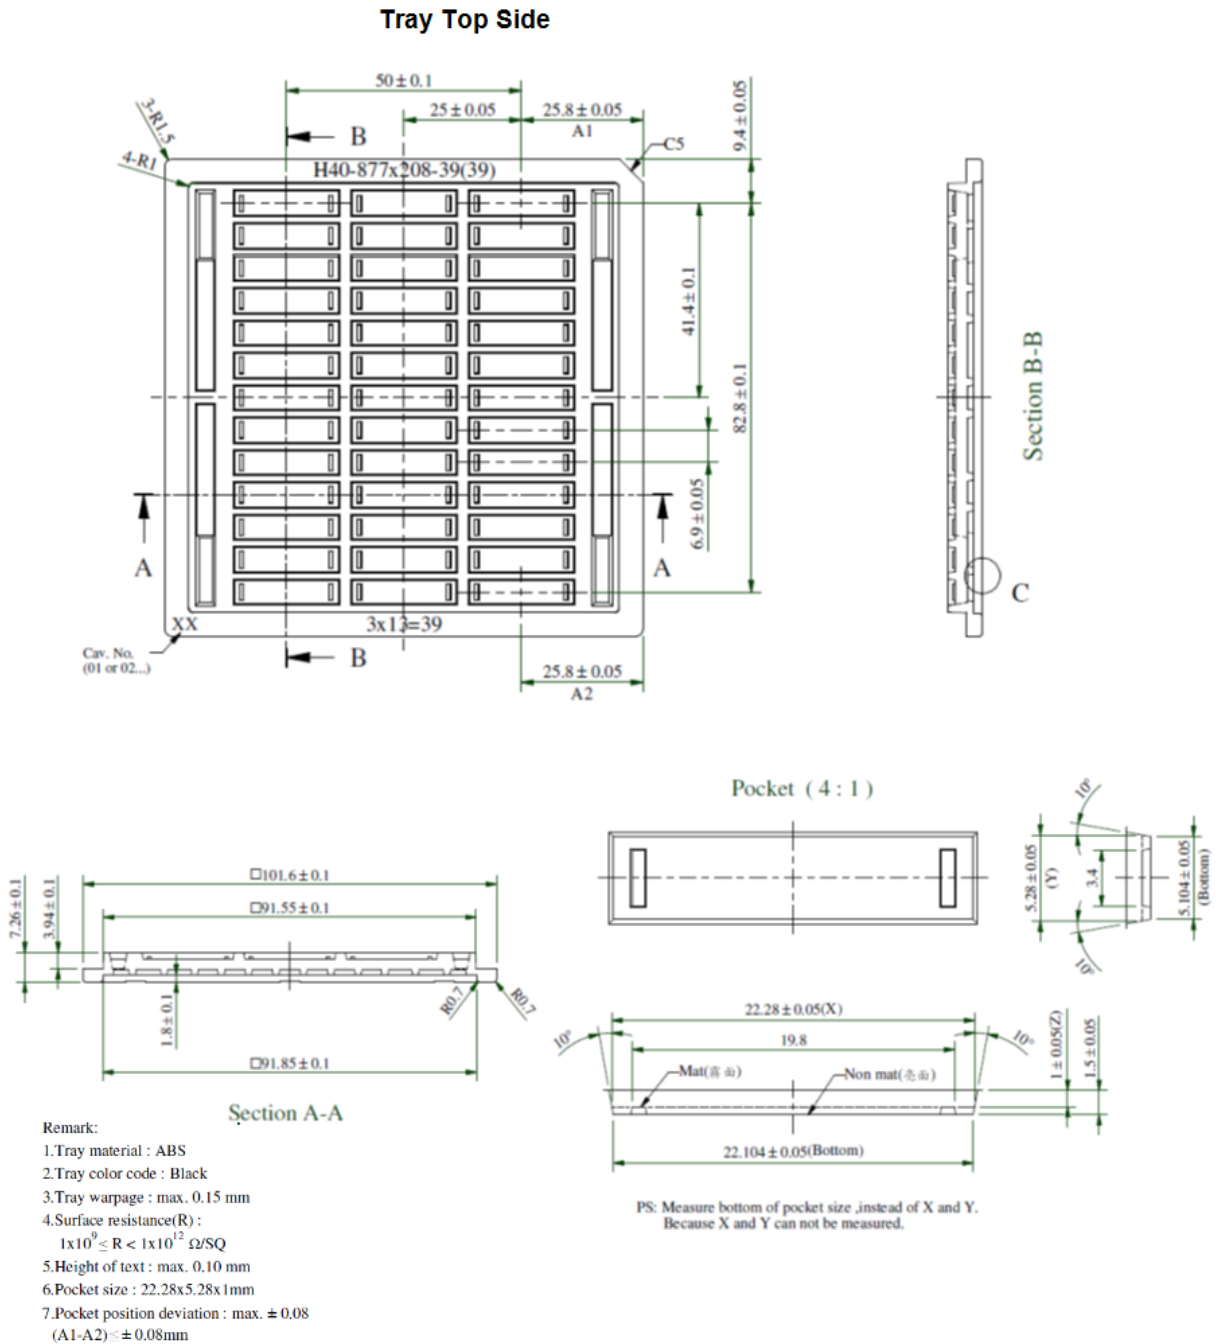 Tray Top Side
50±0.1
25±0.05
25.8±0.05
A1
9.4±0.05
3-R1.5
B
C5
4-R1
H40-877x208-39(39)
41.4±0.1
82.8±0.1
6.9±0.05
Section B-B
A
A
C
XX
3x13=39
Cav. No.
(01 or 02...)
B
25.8±0.05
A2
Pocket ( 4 : 1 )
10°
5.28±0.05
(Y)
3.4
5.104±0.05
(Bottom)
10°
□101.6±0.1
□91.55±0.1
7.26±0.1
3.94±0.1
1.8±0.1
R0.7
R0.7
□91.85±0.1
Section A-A
22.28±0.05(X)
10°
19.8
10°
1±0.05(Z)
1.5±0.05
Mat(霧面)
Non mat(亮面)
22.104±0.05(Bottom)
PS: Measure bottom of pocket size ,instead of X and Y.
Because X and Y can not be measured.
Remark:
1.Tray material : ABS
2.Tray color code : Black
3.Tray warpage : max. 0.15 mm
4.Surface resistance(R) :
1x10⁹≤ R < 1x10¹² Ω/SQ
5.Height of text : max. 0.10 mm
6.Pocket size : 22.28x5.28x1mm
7.Pocket position deviation : max. ± 0.08
(A1-A2)≤ ± 0.08mm